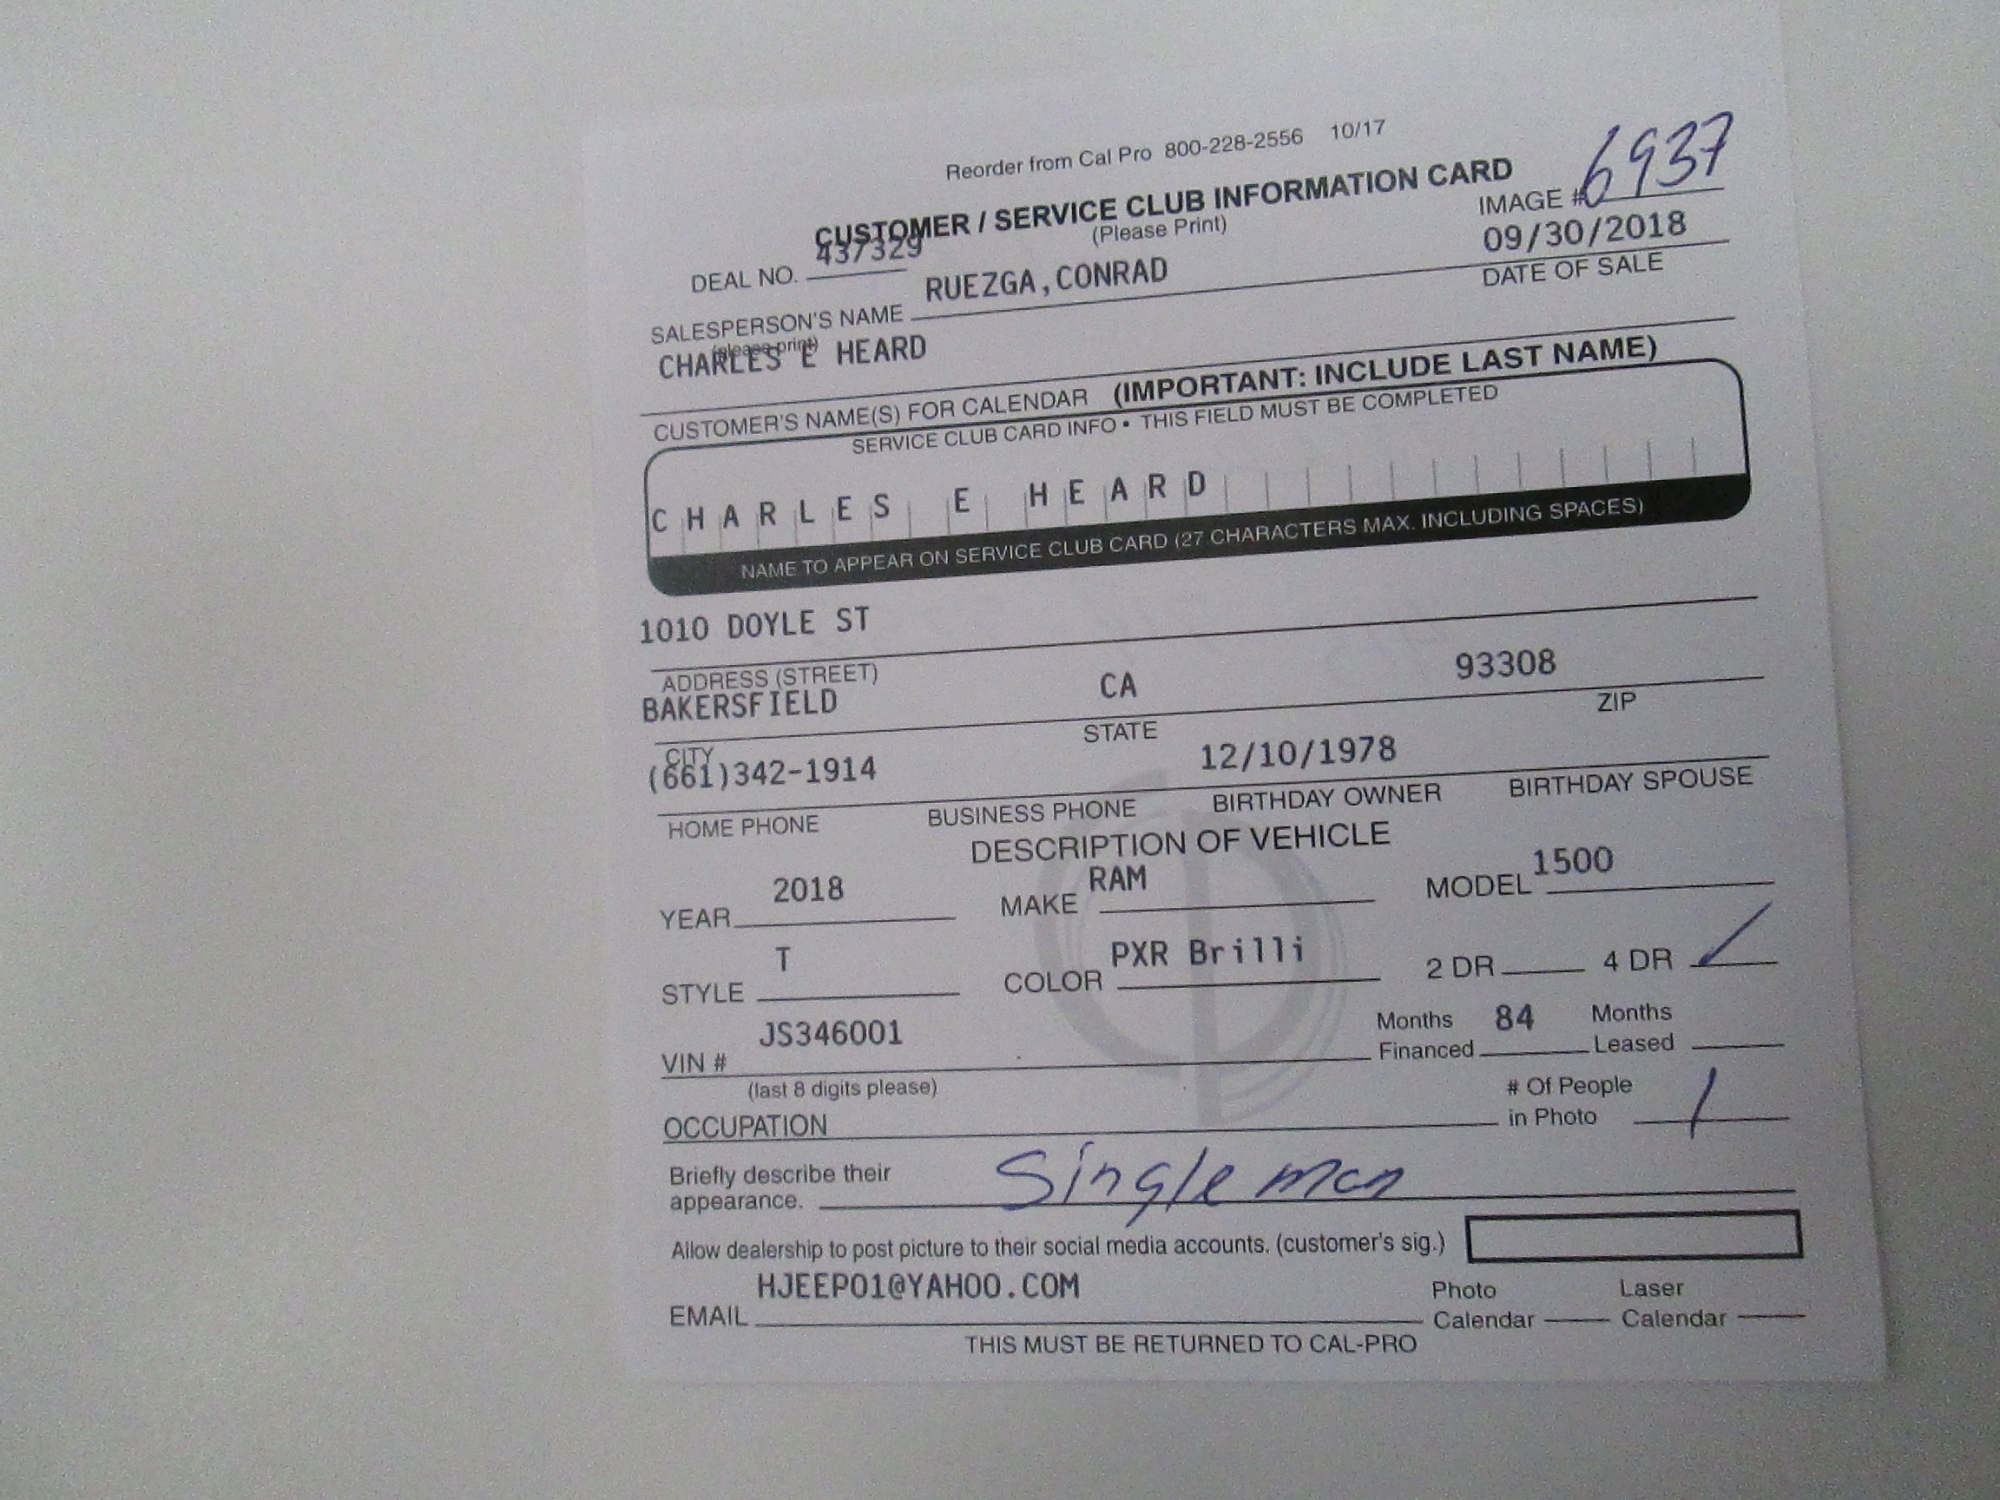 Reorder from Cal Pro 800-228-2556 10/17
CUSTOMER / SERVICE CLUB INFORMATION CARD
(Please Print)
IMAGE # 6937
DEAL NO. 437329
09/30/2018
DATE OF SALE
SALESPERSON'S NAME RUEZGA,CONRAD
(please print)
CHARLES E HEARD
CUSTOMER'S NAME(S) FOR CALENDAR (IMPORTANT: INCLUDE LAST NAME)
SERVICE CLUB CARD INFO • THIS FIELD MUST BE COMPLETED
CHARLES E HEARD
NAME TO APPEAR ON SERVICE CLUB CARD (27 CHARACTERS MAX. INCLUDING SPACES)
1010 DOYLE ST
ADDRESS (STREET)
BAKERSFIELD CA 93308
CITY STATE ZIP
(661)342-1914 12/10/1978
HOME PHONE BUSINESS PHONE BIRTHDAY OWNER BIRTHDAY SPOUSE
DESCRIPTION OF VEHICLE
YEAR 2018 MAKE RAM MODEL 1500
STYLE T COLOR PXR Brilli 2 DR 4 DR
VIN # JS346001 Months Financed 84 Months Leased
(last 8 digits please)
OCCUPATION # Of People in Photo 1
Briefly describe their
appearance. Single man
Allow dealership to post picture to their social media accounts. (customer's sig.)
EMAIL HJEEP01@YAHOO.COM Photo Calendar Laser Calendar
THIS MUST BE RETURNED TO CAL-PRO